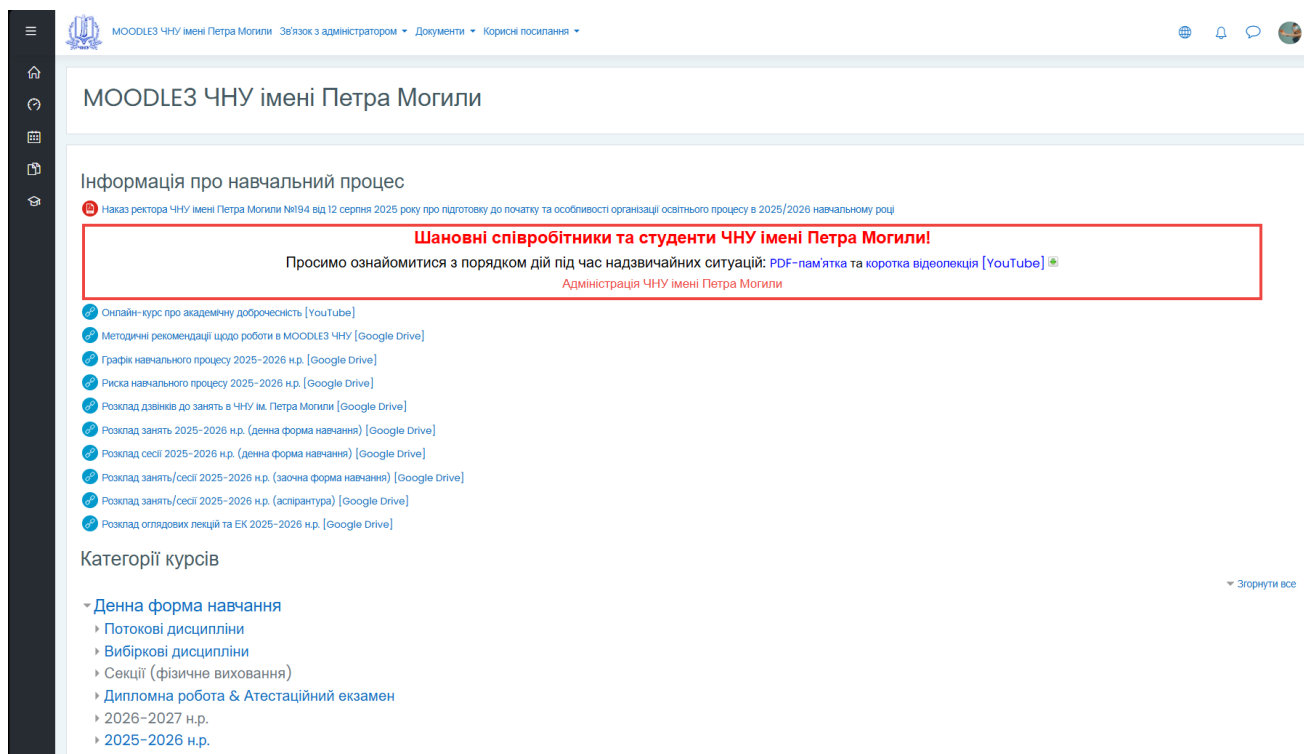 MOODLE3 ЧНУ імені Петра Могили Зв'язок з адміністратором Документи Корисні посилання
MOODLE3 ЧНУ імені Петра Могили
Інформація про навчальний процес
Наказ ректора ЧНУ імені Петра Могили №194 від 12 серпня 2025 року про підготовку до початку та особливості організації освітнього процесу в 2025/2026 навчальному році
Шановні співробітники та студенти ЧНУ імені Петра Могили!
Просимо ознайомитися з порядком дій під час надзвичайних ситуацій: PDF-пам'ятка та коротка відеолекція [YouTube]
Адміністрація ЧНУ імені Петра Могили
Онлайн-курс про академічну доброчесність [YouTube]
Методичні рекомендації щодо роботи в MOODLE3 ЧНУ [Google Drive]
Графік навчального процесу 2025-2026 н.р. [Google Drive]
Риска навчального процесу 2025-2026 н.р. [Google Drive]
Розклад дзвінків до занять в ЧНУ ім. Петра Могили [Google Drive]
Розклад занять 2025-2026 н.р. (денна форма навчання) [Google Drive]
Розклад сесії 2025-2026 н.р. (денна форма навчання) [Google Drive]
Розклад занять/сесії 2025-2026 н.р. (заочна форма навчання) [Google Drive]
Розклад занять/сесії 2025-2026 н.р. (аспірантура) [Google Drive]
Розклад оглядових лекцій та ЕК 2025-2026 н.р. [Google Drive]
Категорії курсів
Згорнути все
Денна форма навчання
Потокові дисципліни
Вибіркові дисципліни
Секції (фізичне виховання)
Дипломна робота & Атестаційний екзамен
2026-2027 н.р.
2025-2026 н.р.